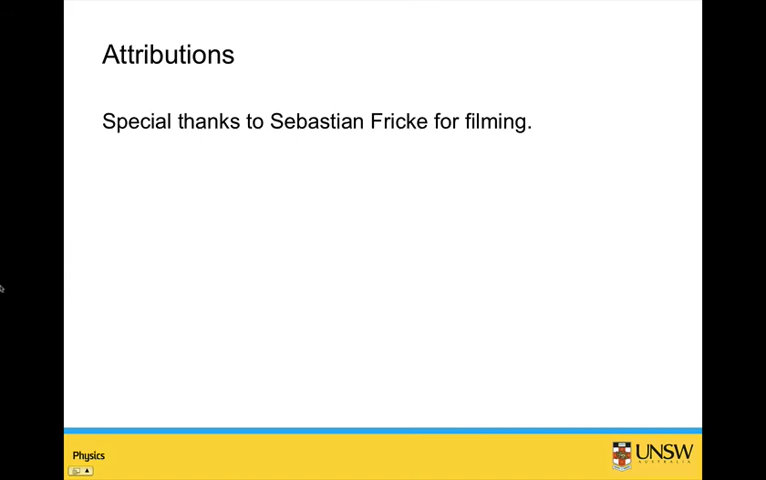 Attributions
Special thanks to Sebastian Fricke for filming.
Physics
UNSW
AUSTRALIA